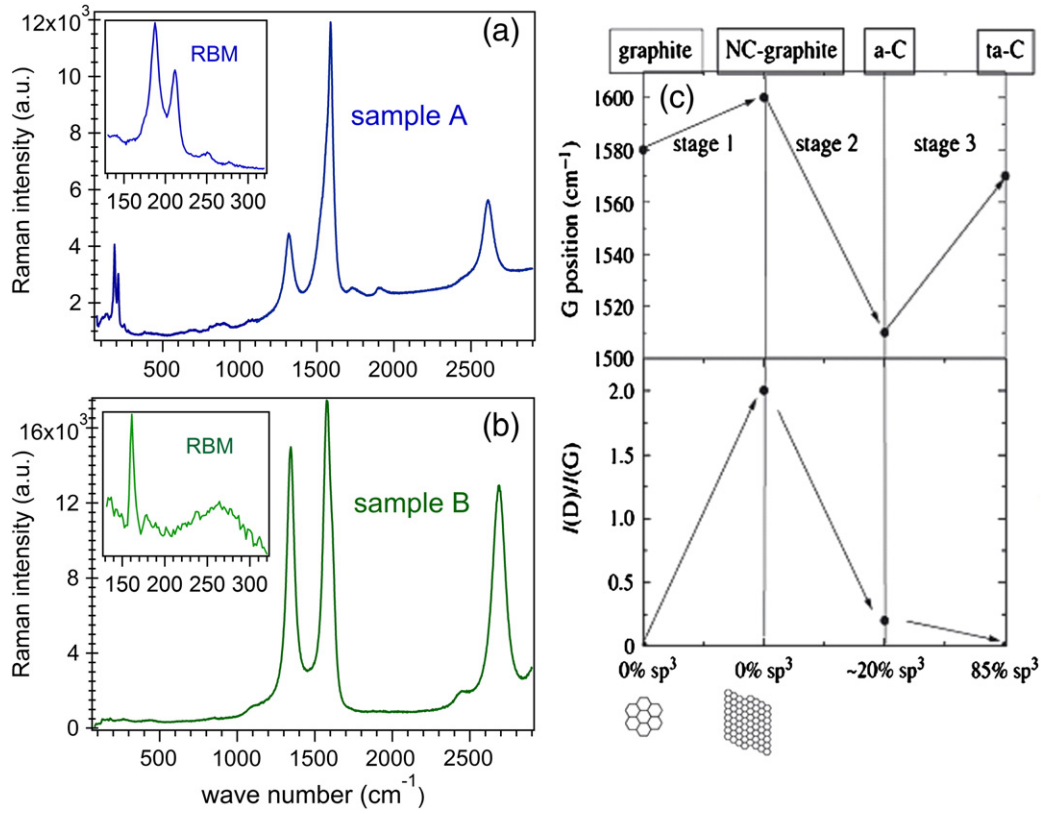 (a)
12x10³
10
8
6
4
2
Raman intensity (a.u.)
RBM
150 200 250 300
sample A
500 1000 1500 2000 2500
(b)
16x10³
12
8
4
0
Raman intensity (a.u.)
RBM
150 200 250 300
sample B
500 1000 1500 2000 2500
wave number (cm⁻¹)
graphite NC-graphite a-C ta-C
(c)
1600
1580
1560
1540
1520
1500
G position (cm⁻¹)
stage 1 stage 2 stage 3
2.0
1.5
1.0
0.5
0
I(D)/I(G)
0% sp³ 0% sp³ ~20% sp³ 85% sp³